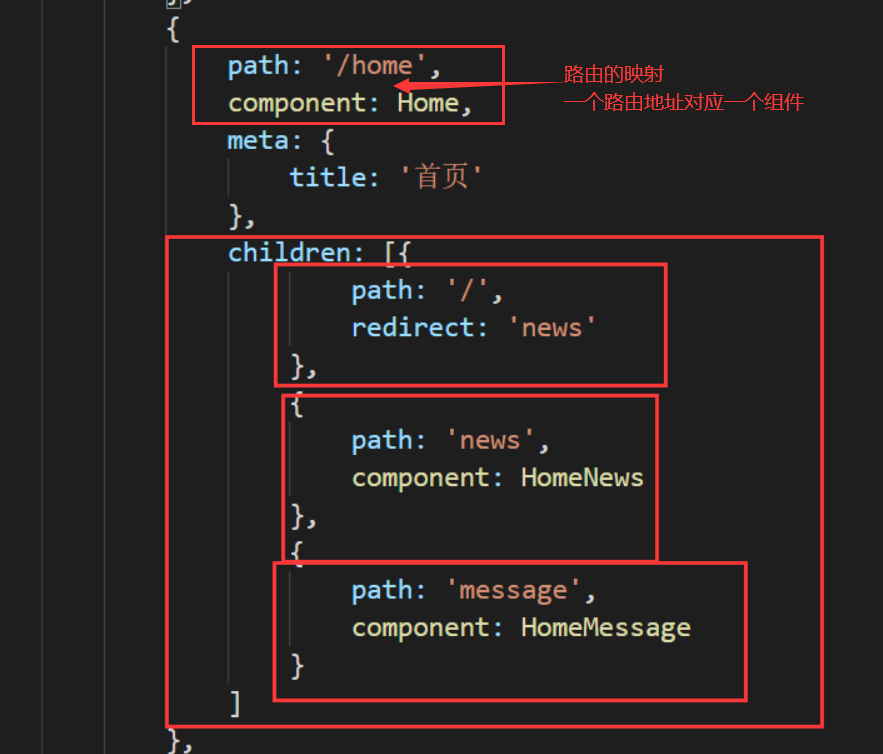 },
{
path: '/home',
路由的映射
一个路由地址对应一个组件
component: Home,
meta: {
title: '首页'
},
children: [{
path: '/',
redirect: 'news'
},
{
path: 'news',
component: HomeNews
},
{
path: 'message',
component: HomeMessage
}
]
},